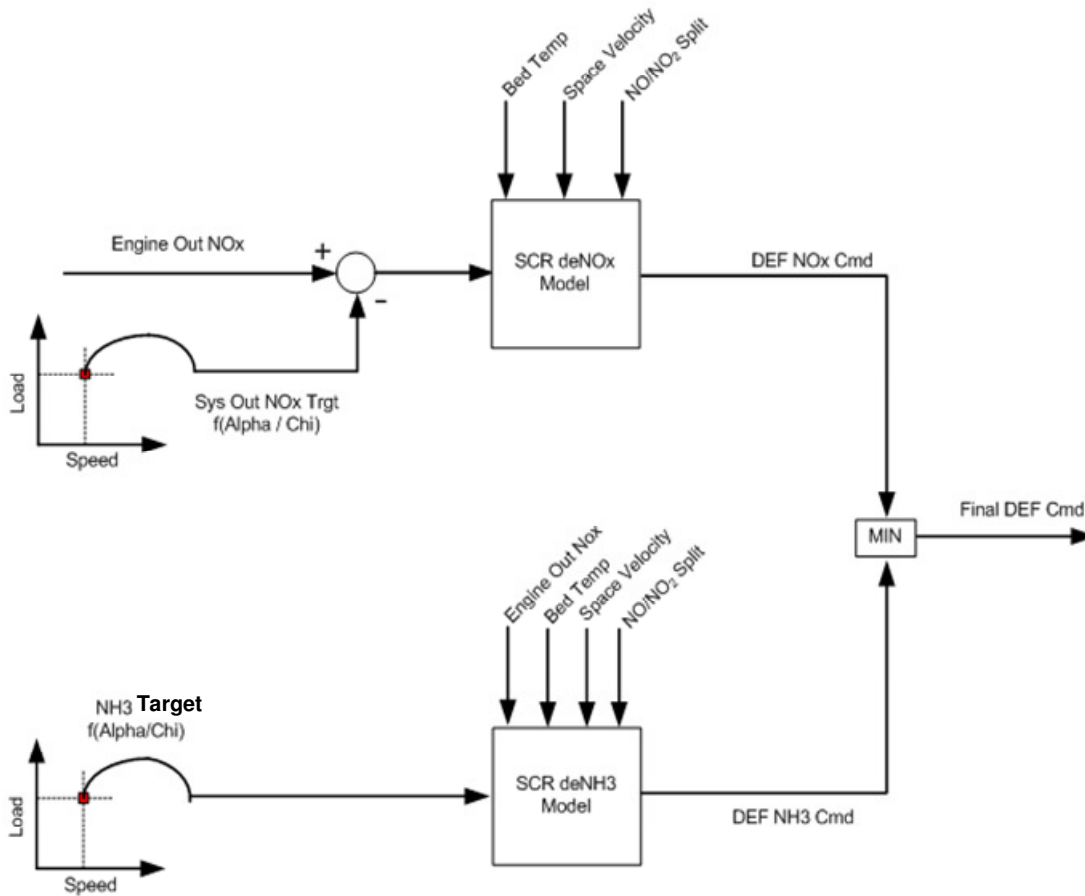 Bed Temp
Space Velocity
NO/NO₂ Split
Engine Out NOx
+
-
SCR deNOx
Model
DEF NOx Cmd
Load
Speed
Sys Out NOx Trgt
f(Alpha / Chi)
MIN
Final DEF Cmd
Engine Out Nox
Bed Temp
Space Velocity
NO/NO₂ Split
NH3 Target
f(Alpha/Chi)
Load
Speed
SCR deNH3
Model
DEF NH3 Cmd